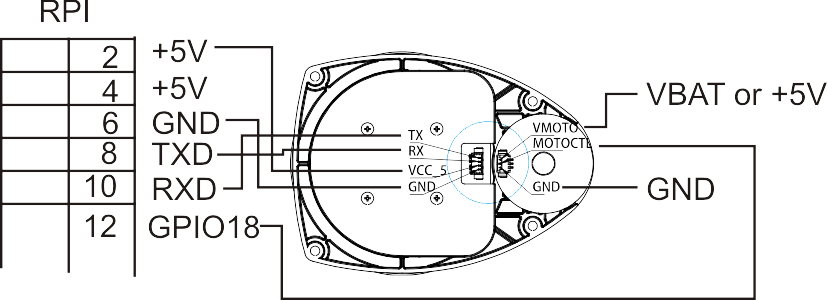 RPI
2 +5V
4 +5V
6 GND
8 TXD
10 RXD
12 GPIO18
TX
RX
VCC_5
GND
VMOTO
MOTOCTL
GND
VBAT or +5V
GND